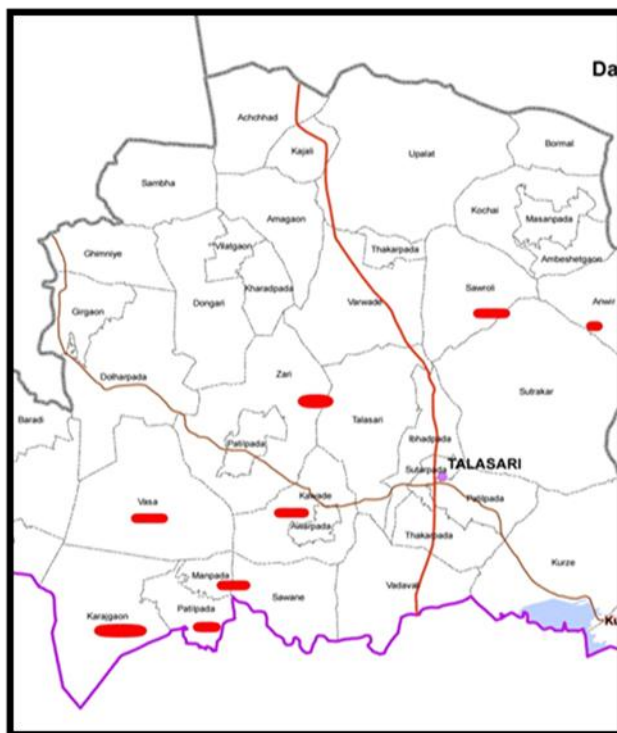 Da
Achchhad
Kajali
Upalat
Bormal
Sambha
Amagaon
Kochai
Masanpada
Ghimniye
Vilatgaon
Thakarpada
Ambeshetgaon
Kharadpada
Dongari
Varwade
Sawroli
Anwir
Girgaon
Dolharpada
Zari
Sutrakar
Baradi
Talasari
Patilpada
Ibhadpada
Sutarpada
TALASARI
Vasa
Kawade
Patilpada
Thakarpada
Kurze
Manpada
Sawane
Vadavali
Karajgaon
Patilpada
Ku